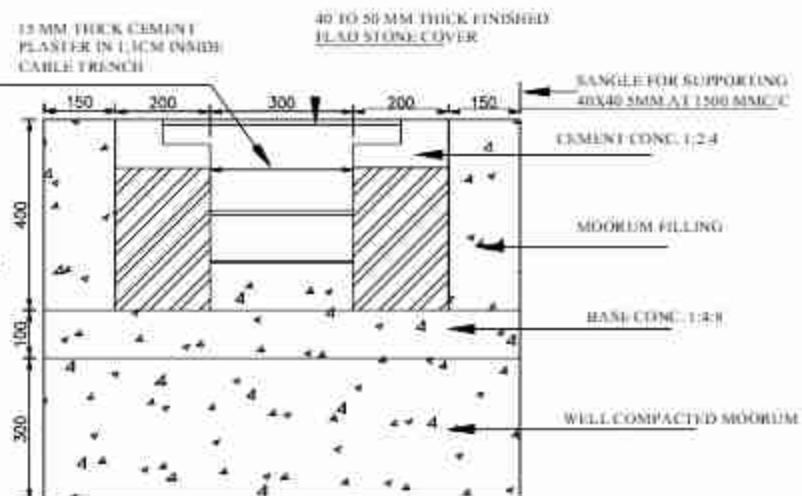 15 MM THICK CEMENT
PLASTER IN 1.3CM INSIDE
CABLE TRENCH
40 TO 50 MM THICK FINISHED
FLAD STONE COVER
SANGLE FOR SUPPORTING
40X40 5MM AT 1500 MMC/C
150 200 300 200 150
CEMENT CONC. 1:2:4
400
MOORUM FILLING
BASE CONC. 1:4:8
100
WELL COMPACTED MOORUM
320